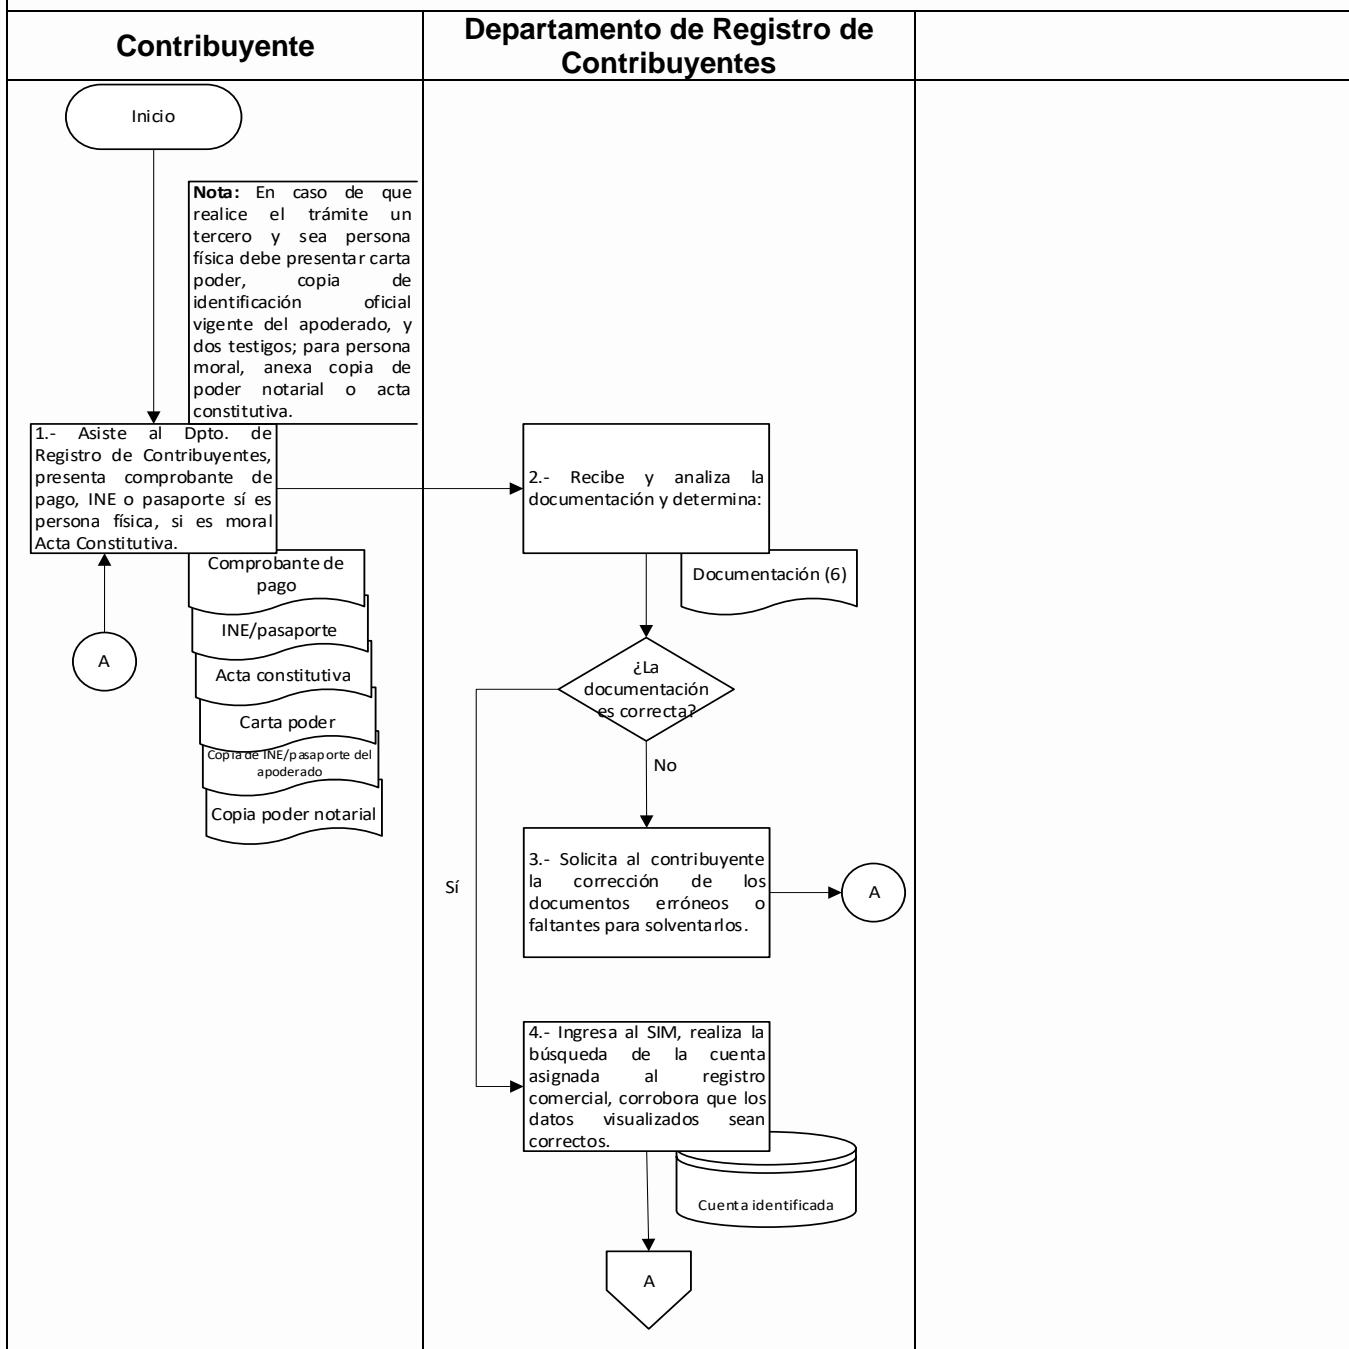 Contribuyente
Departamento de Registro de
Contribuyentes
Inicio
Nota: En caso de que
realice el trámite un
tercero y sea persona
física debe presentar carta
poder, copia de
identificación oficial
vigente del apoderado, y
dos testigos; para persona
moral, anexa copia de
poder notarial o acta
constitutiva.
1.- Asiste al Dpto. de
Registro de Contribuyentes,
presenta comprobante de
pago, INE o pasaporte sí es
persona física, si es moral
Acta Constitutiva.
Comprobante de
pago
INE/pasaporte
Acta constitutiva
Carta poder
Copia de INE/pasaporte del
apoderado
Copia poder notarial
A
2.- Recibe y analiza la
documentación y determina:
Documentación (6)
¿La
documentación
es correcta?
No
Sí
3.- Solicita al contribuyente
la corrección de los
documentos erróneos o
faltantes para solventarlos.
A
4.- Ingresa al SIM, realiza la
búsqueda de la cuenta
asignada al registro
comercial, corrobora que los
datos visualizados sean
correctos.
Cuenta identificada
A